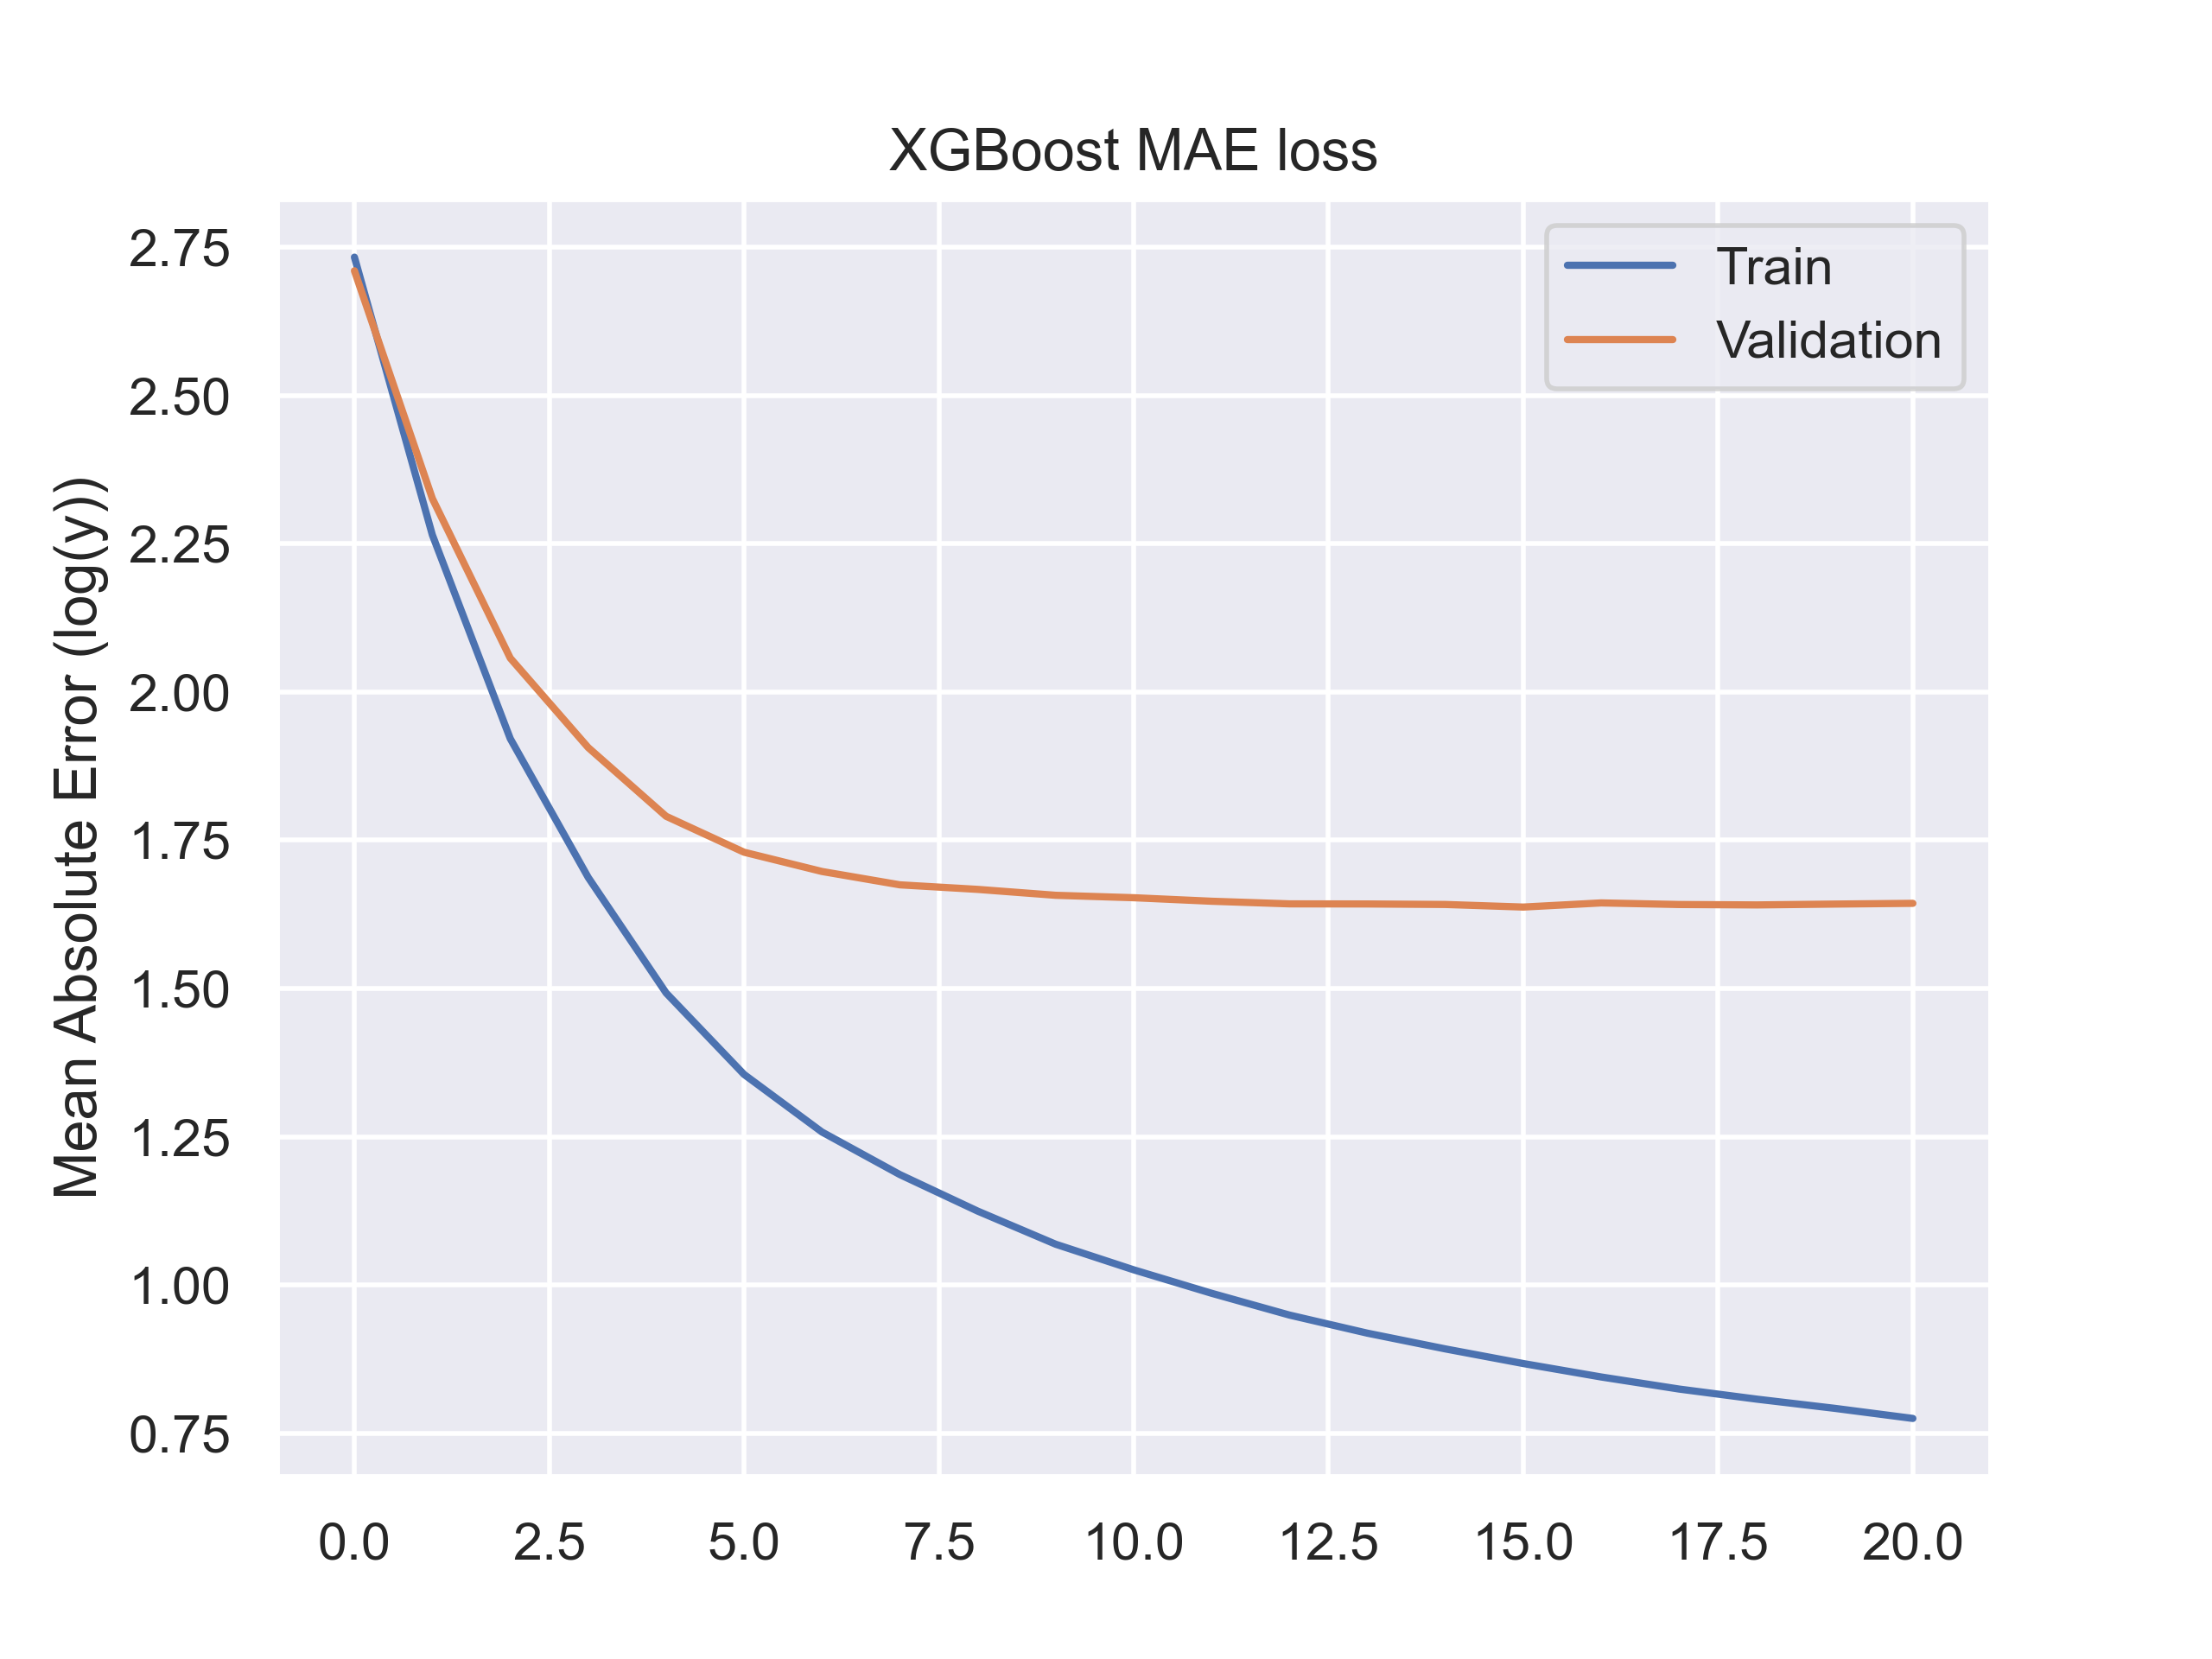 XGBoost MAE loss
Train
Validation
Mean Absolute Error (log(y))
2.75
2.50
2.25
2.00
1.75
1.50
1.25
1.00
0.75
0.0 2.5 5.0 7.5 10.0 12.5 15.0 17.5 20.0